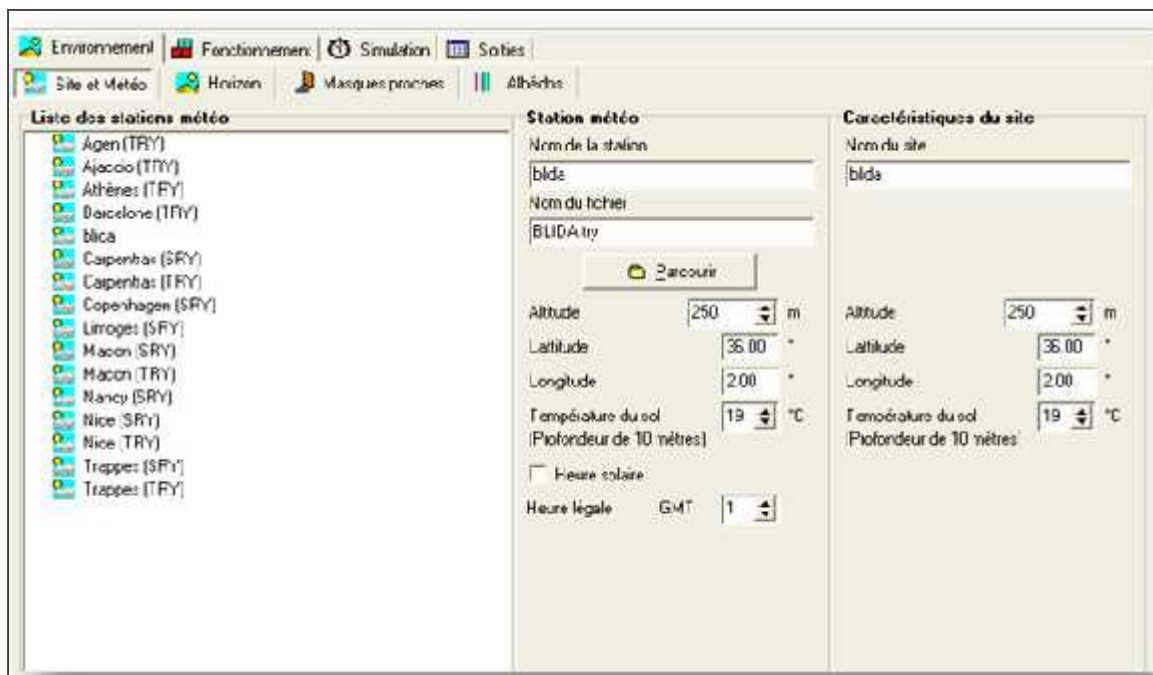 Environnement Fonctionnement Simulation Sorties
Site et Météo Horizon Masques proches Albédos
Liste des stations météo
Agen (TRY)
Ajaccio (TRY)
Athènes (TRY)
Barcelone (TRY)
blida
Carpentras (SRY)
Carpentras (TRY)
Copenhagen (SRY)
Limoges (SRY)
Macon (SRY)
Macon (TRY)
Nancy (SRY)
Nice (SRY)
Nice (TRY)
Trappes (SRY)
Trappes (TRY)
Station météo
Nom de la station
blida
Nom du fichier
BLIDA.try
Parcourir
Altitude 250 m
Lattitude 36.00 °
Longitude 2.00 °
Température du sol 19 °C
(Profondeur de 10 mètres)
Heure solaire
Heure légale GMT 1
Caractéristiques du site
Nom du site
blida
Altitude 250 m
Lattitude 36.00 °
Longitude 2.00 °
Température du sol 19 °C
(Profondeur de 10 mètres)